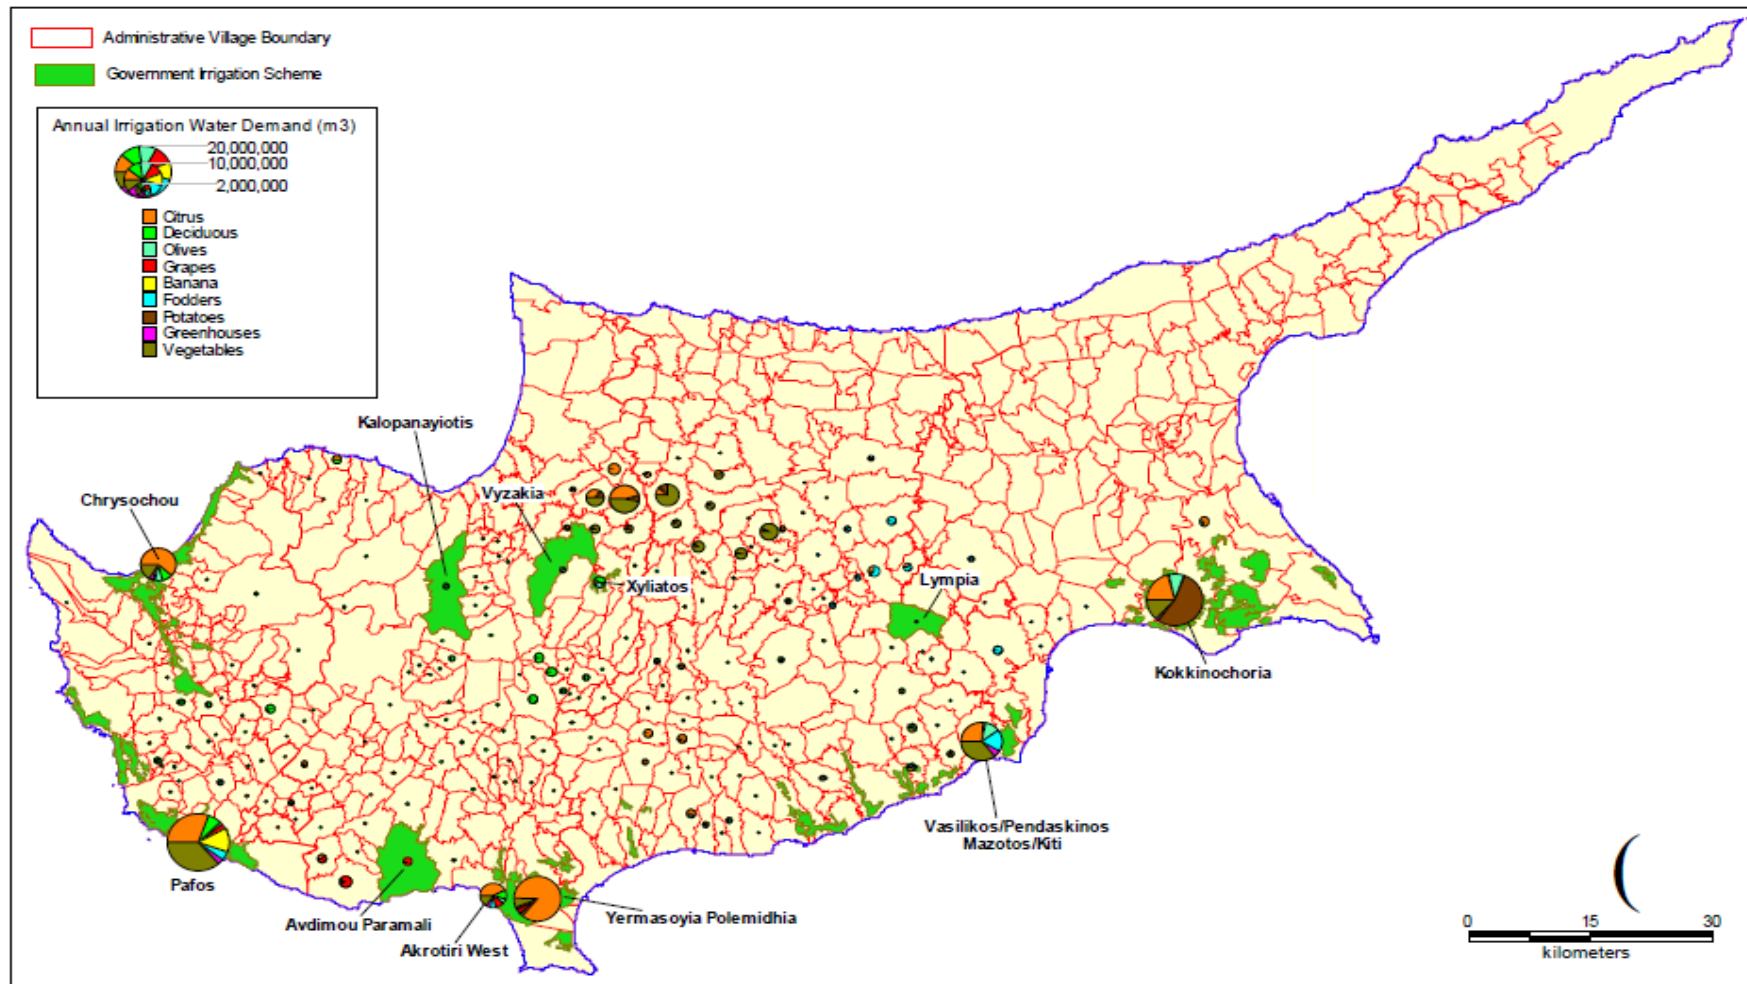 Administrative Village Boundary
Government Irrigation Scheme
Annual Irrigation Water Demand (m3)
20,000,000
10,000,000
2,000,000
Citrus
Deciduous
Olives
Grapes
Banana
Fodders
Potatoes
Greenhouses
Vegetables
Kalopanayiotis
Vyzakia
Chrysochou
Xyliatos
Lympia
Kokkinochoria
Vasilikos/Pendaskinos
Mazotos/Kiti
Pafos
Avdimou Paramali
Akrotiri West
Yermasoyia Polemidhia
0 15 30
kilometers